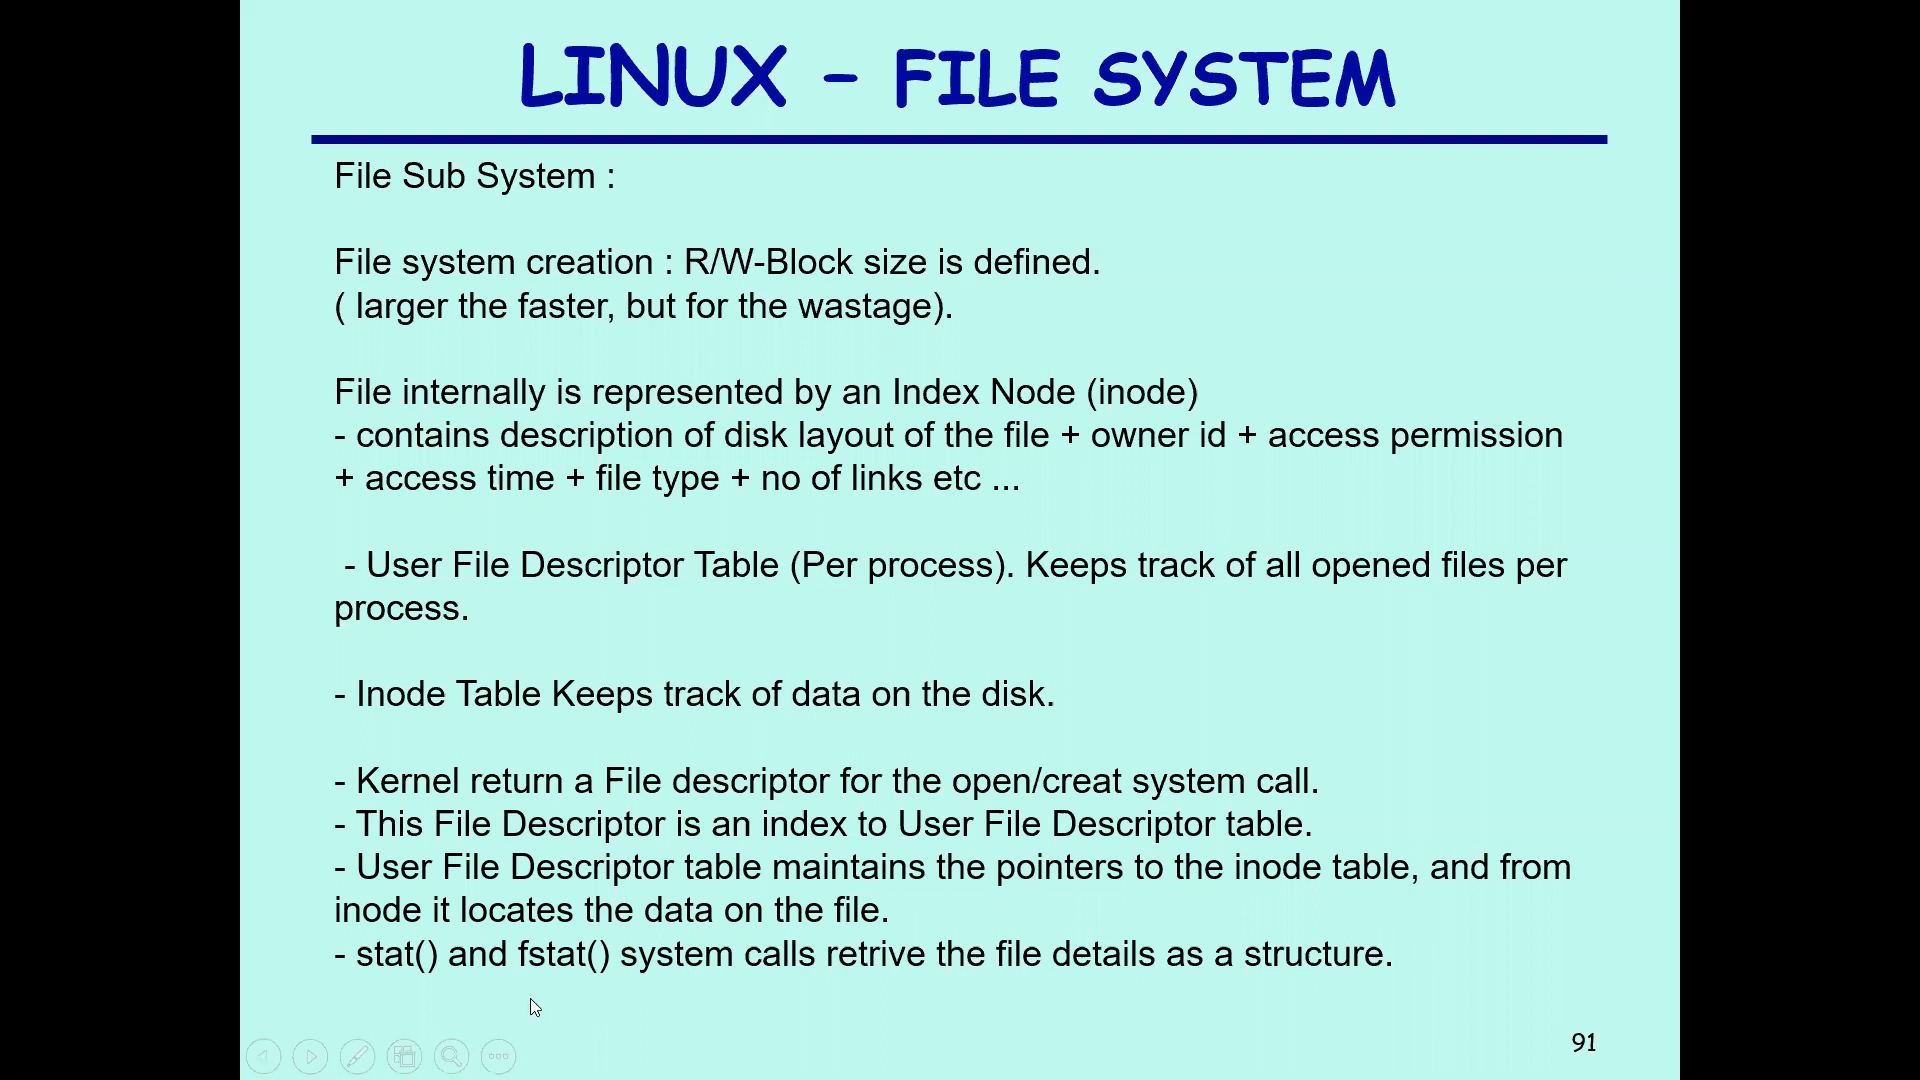 LINUX – FILE SYSTEM
File Sub System :
File system creation : R/W-Block size is defined.
( larger the faster, but for the wastage).
File internally is represented by an Index Node (inode)
- contains description of disk layout of the file + owner id + access permission
+ access time + file type + no of links etc ...
- User File Descriptor Table (Per process). Keeps track of all opened files per
process.
- Inode Table Keeps track of data on the disk.
- Kernel return a File descriptor for the open/creat system call.
- This File Descriptor is an index to User File Descriptor table.
- User File Descriptor table maintains the pointers to the inode table, and from
inode it locates the data on the file.
- stat() and fstat() system calls retrive the file details as a structure.
91